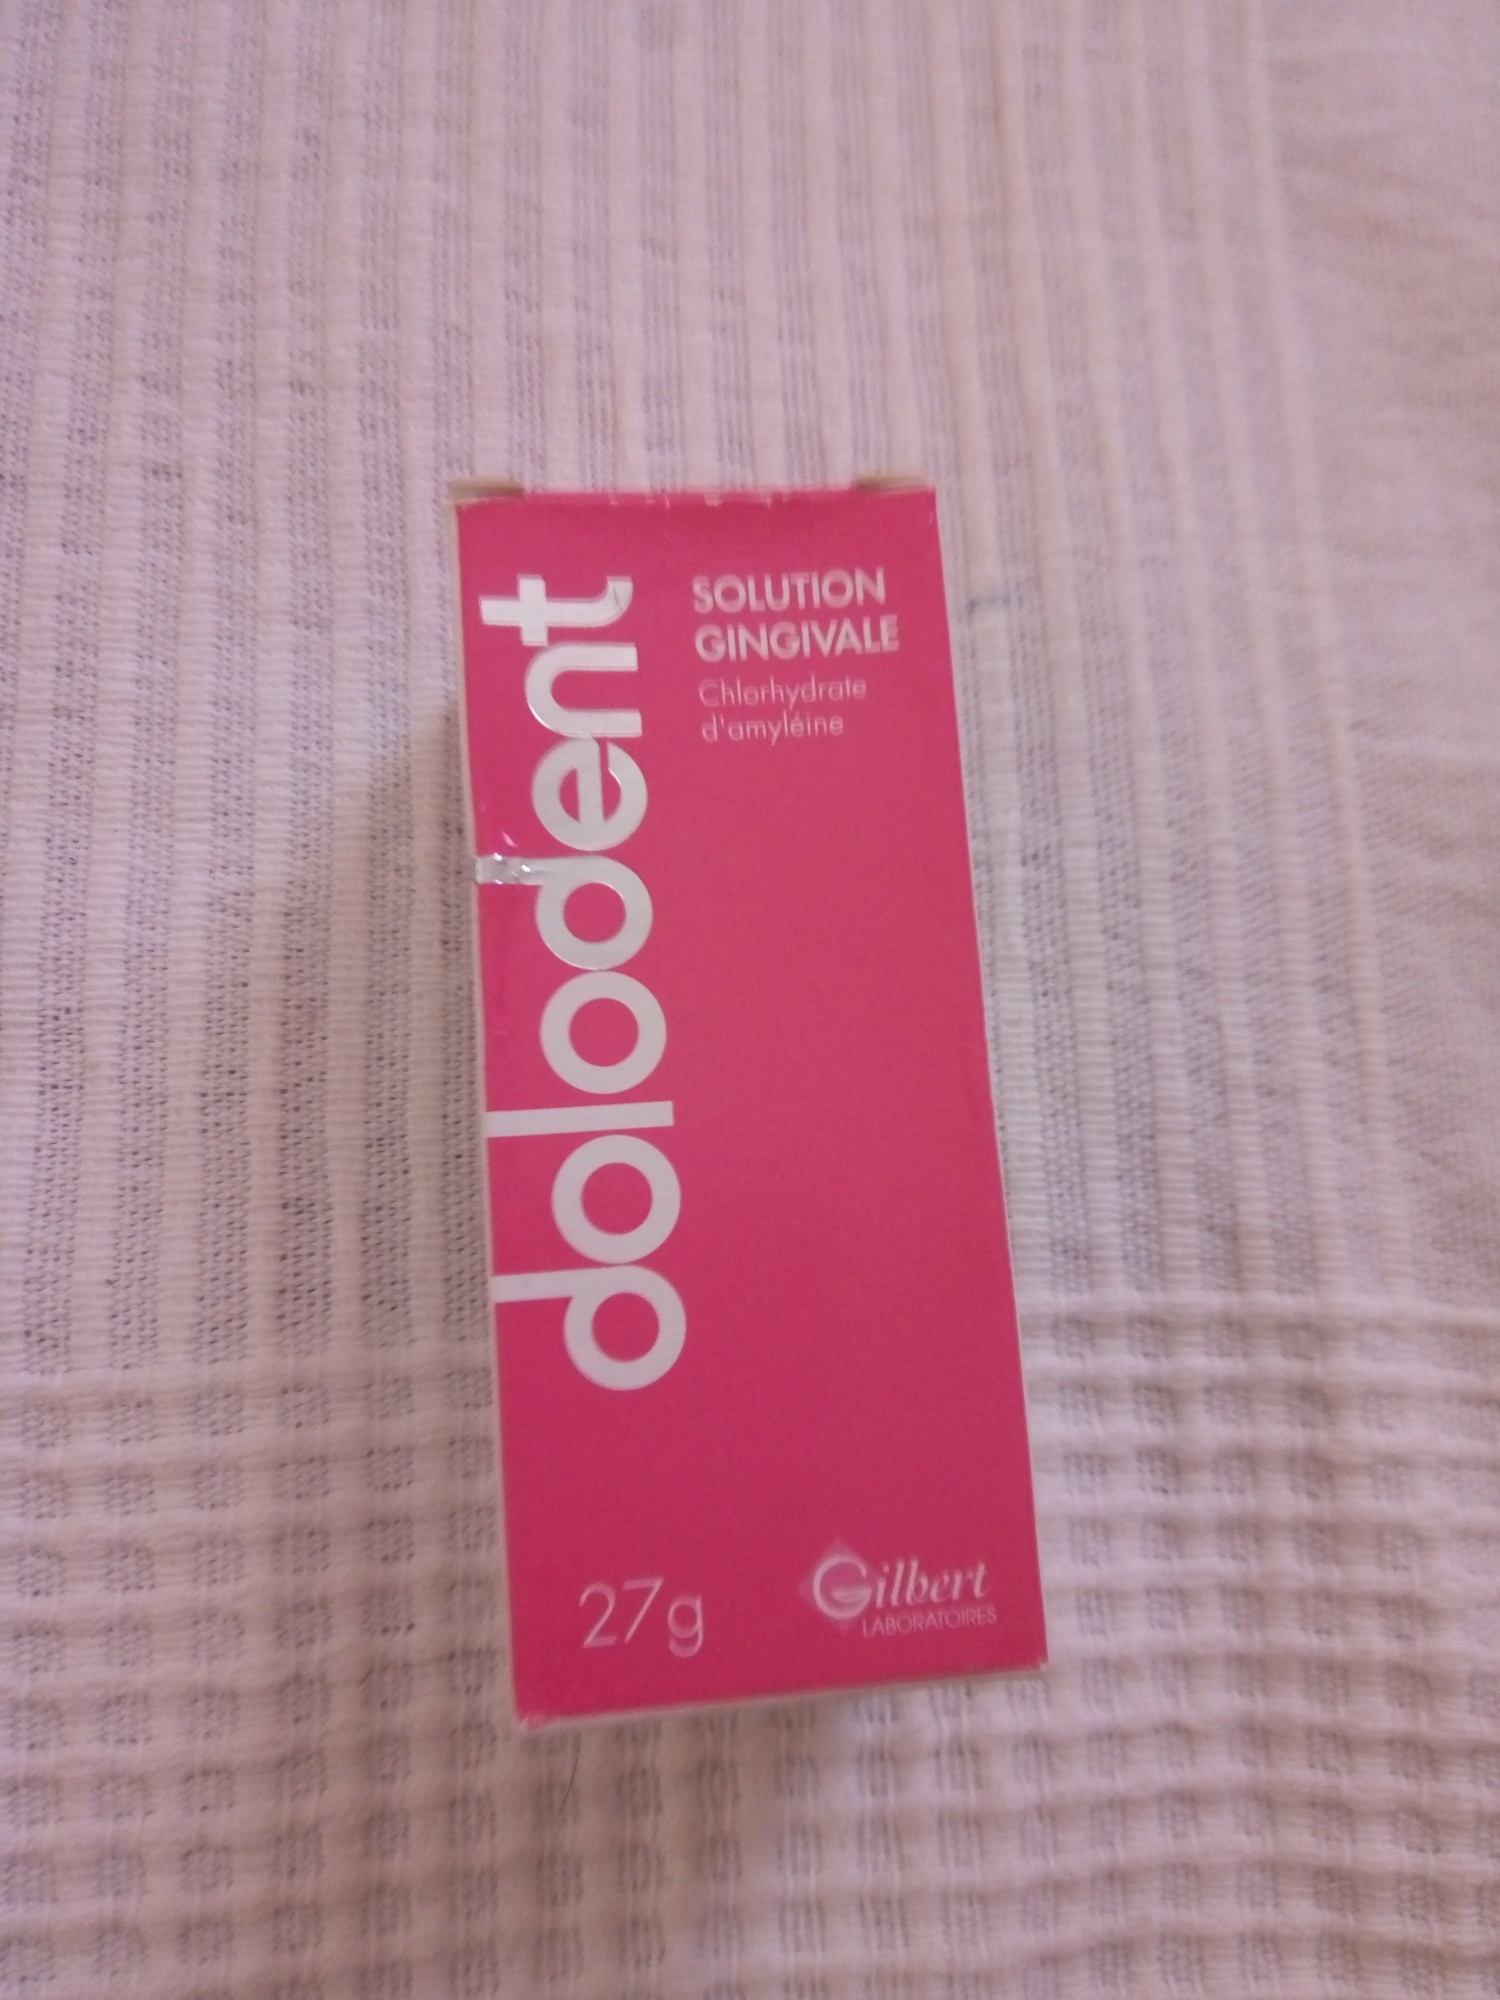 dolodent
SOLUTION
GINGIVALE
Chlorhydrate
d'amyléine
27g
Gilbert
LABORATOIRES